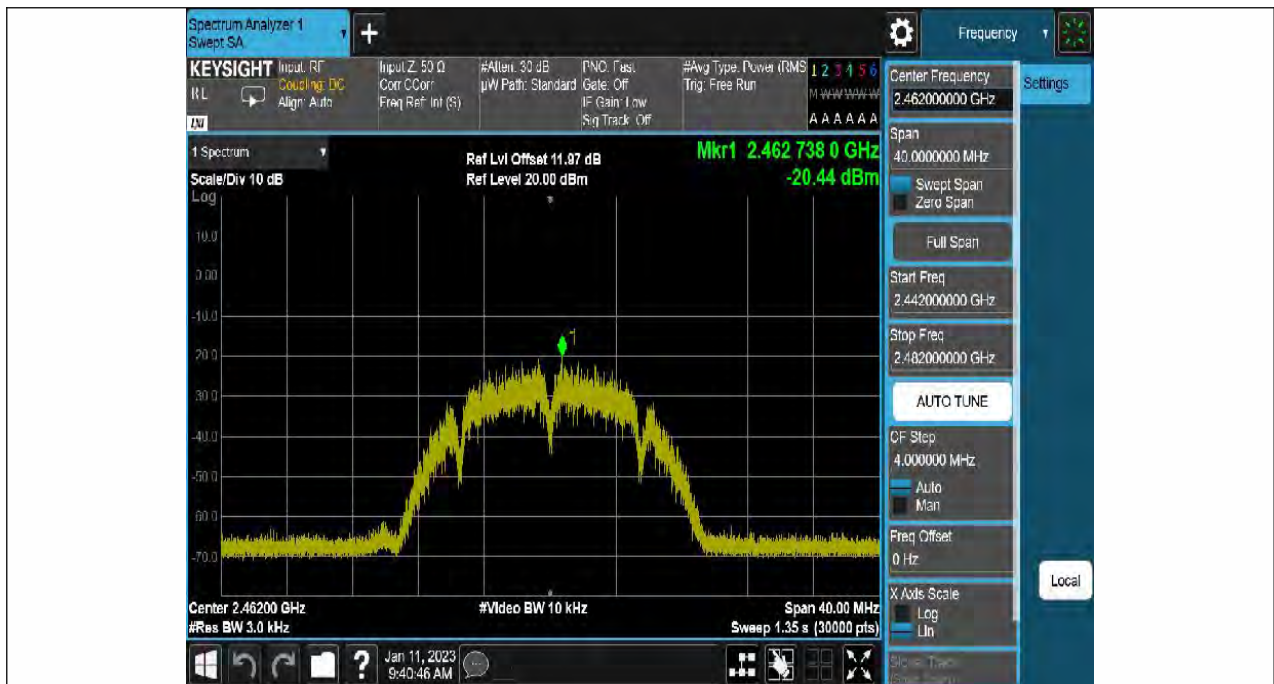 Spectrum Analyzer 1
Swept SA
+
Frequency
KEYSIGHT
Input: RF
Coupling: DC
Align: Auto
RL
LXI
Input Z: 50 Ω
Corr CCorr
Freq Ref: Int (S)
#Atten: 30 dB
µW Path: Standard
PNO: Fast
Gate: Off
IF Gain: Low
Sig Track: Off
#Avg Type: Power (RMS
Trig: Free Run
1 2 3 4 5 6
M W W W W W
A A A A A A
1 Spectrum
Scale/Div 10 dB
Log
Ref Lvl Offset 11.97 dB
Ref Level 20.00 dBm
Mkr1 2.462 738 0 GHz
-20.44 dBm
10.0
0.00
-10.0
20.0
30.0
-40.0
-50.0
60.0
-70.0
1
Center 2.46200 GHz
#Res BW 3.0 kHz
#Video BW 10 kHz
Span 40.00 MHz
Sweep 1.35 s (30000 pts)
Center Frequency
2.462000000 GHz
Span
40.0000000 MHz
Swept Span
Zero Span
Full Span
Start Freq
2.442000000 GHz
Stop Freq
2.482000000 GHz
AUTO TUNE
CF Step
4.000000 MHz
Auto
Man
Freq Offset
0 Hz
X Axis Scale
Log
Lin
Settings
Local
?
Jan 11, 2023
9:40:46 AM